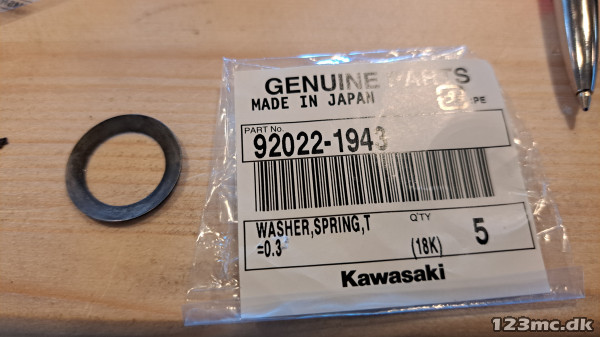 GENUINE PARTS
MADE IN JAPAN
PE
PART No.
92022-1943
WASHER,SPRING,T
=0.3
Q'TY
(18K)
5
Kawasaki
123mc.dk